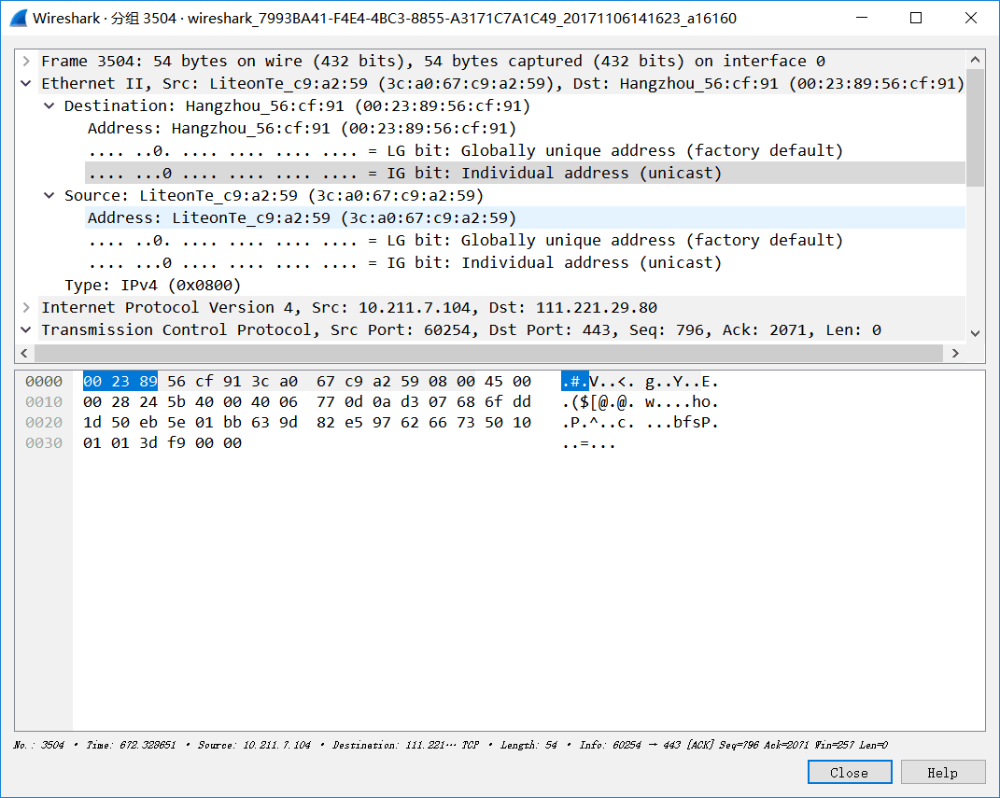 Wireshark · 分组 3504 · wireshark_7993BA41-F4E4-4BC3-8855-A3171C7A1C49_20171106141623_a16160
Frame 3504: 54 bytes on wire (432 bits), 54 bytes captured (432 bits) on interface 0
Ethernet II, Src: LiteonTe_c9:a2:59 (3c:a0:67:c9:a2:59), Dst: Hangzhou_56:cf:91 (00:23:89:56:cf:91)
Destination: Hangzhou_56:cf:91 (00:23:89:56:cf:91)
Address: Hangzhou_56:cf:91 (00:23:89:56:cf:91)
.... ..0. .... .... .... .... = LG bit: Globally unique address (factory default)
.... ...0 .... .... .... .... = IG bit: Individual address (unicast)
Source: LiteonTe_c9:a2:59 (3c:a0:67:c9:a2:59)
Address: LiteonTe_c9:a2:59 (3c:a0:67:c9:a2:59)
.... ..0. .... .... .... .... = LG bit: Globally unique address (factory default)
.... ...0 .... .... .... .... = IG bit: Individual address (unicast)
Type: IPv4 (0x0800)
Internet Protocol Version 4, Src: 10.211.7.104, Dst: 111.221.29.80
Transmission Control Protocol, Src Port: 60254, Dst Port: 443, Seq: 796, Ack: 2071, Len: 0
0000 00 23 89 56 cf 91 3c a0 67 c9 a2 59 08 00 45 00 .#.V..<. g..Y..E.
0010 00 28 24 5b 40 00 40 06 77 0d 0a d3 07 68 6f dd .($[@.@. w....ho.
0020 1d 50 eb 5e 01 bb 63 9d 82 e5 97 62 66 73 50 10 .P.^..c. ...bfsP.
0030 01 01 3d f9 00 00 ..=...
No.: 3504 · Time: 672.328651 · Source: 10.211.7.104 · Destination: 111.221… TCP · Length: 54 · Info: 60254 → 443 [ACK] Seq=796 Ack=2071 Win=257 Len=0
Close Help